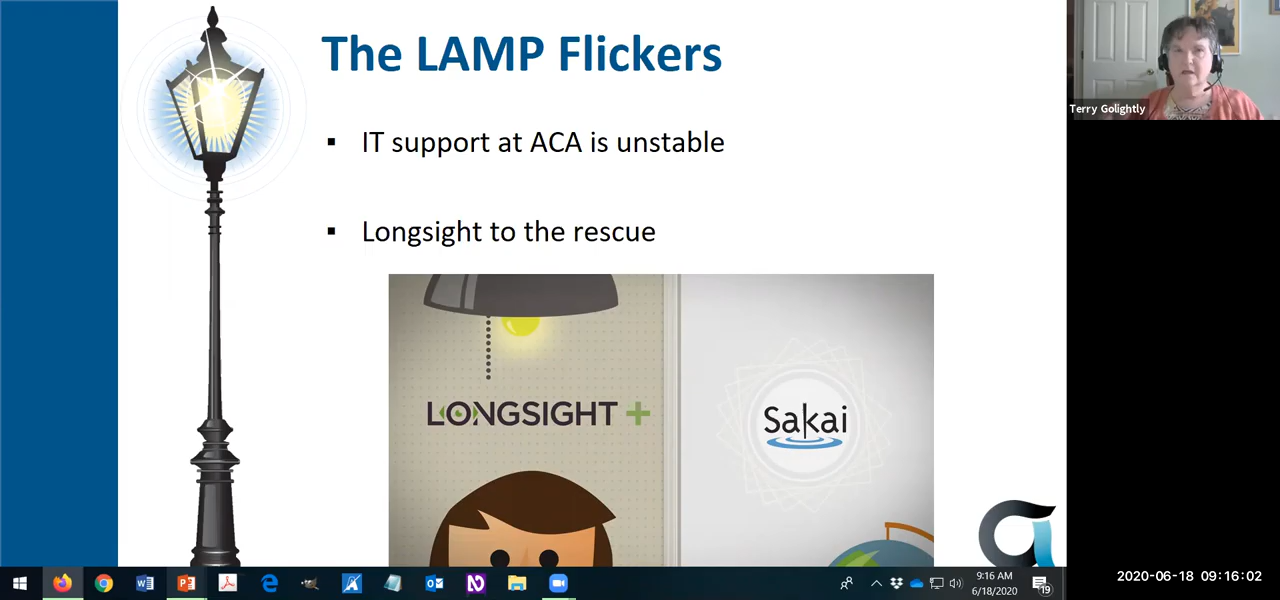 The LAMP Flickers
▪ IT support at ACA is unstable
▪ Longsight to the rescue
LONGSIGHT +
Sakai
Terry Golightly
9:16 AM
6/18/2020
19
2020-06-18 09:16:02